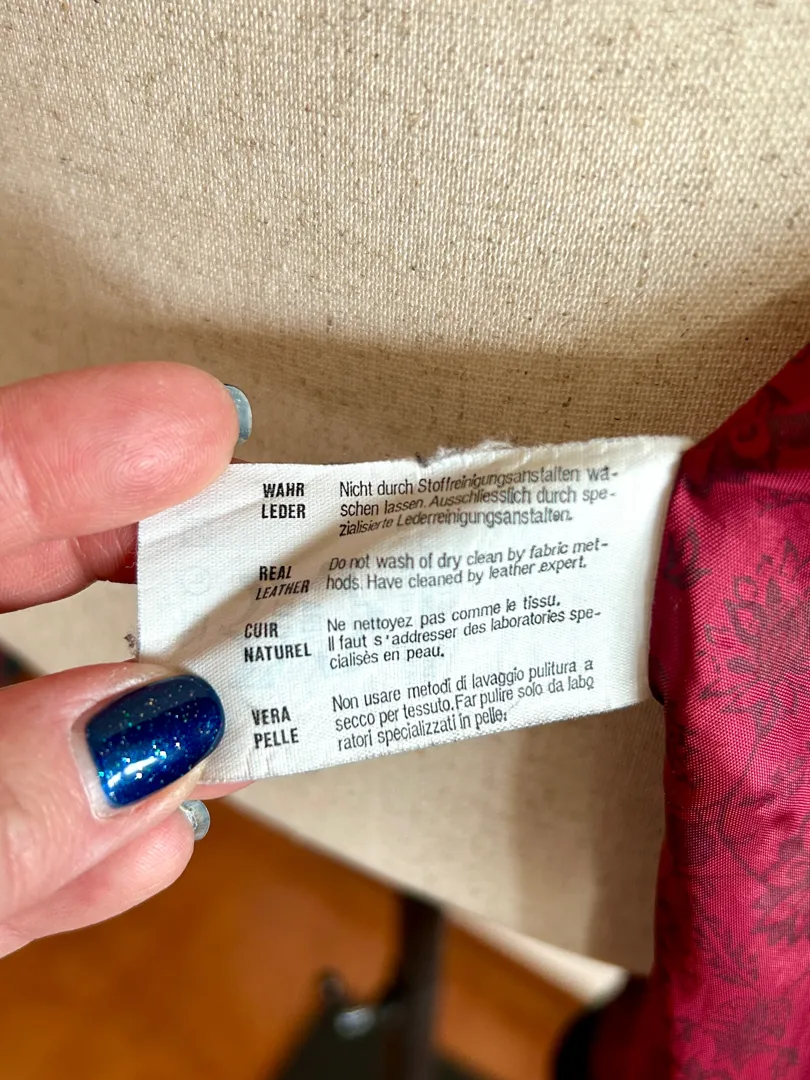 WAHR
LEDER
Nicht durch Stoffreinigungsanstalten wa-
schen lassen. Ausschliesslich durch spe-
zialisierte Lederreinigungsanstalten.
REAL
LEATHER
Do not wash of dry clean by fabric met-
hods. Have cleaned by leather expert.
CUIR
NATUREL
Ne nettoyez pas comme le tissu.
Il faut s'addresser des laboratories spe-
cialisès en peau.
VERA
PELLE
Non usare metodi di lavaggio pulitura a
secco per tessuto. Far pulire solo da labo
ratori specializzati in pelle.